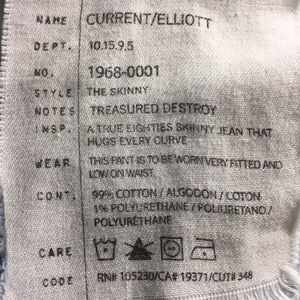 NAME CURRENT/ELLIOTT
DEPT. 10.15.9.5
NO. 1968-0001
STYLE THE SKINNY
NOTES TREASURED DESTROY
INSP. A TRUE EIGHTIES SKINNY JEAN THAT
HUGS EVERY CURVE
WEAR THIS PANT IS TO BE WORN VERY FITTED AND
LOW ON WAIST.
CONT. 99% COTTON / ALGODON / COTON
1% POLYURETHANE / POLIURETANO /
POLYURÉTHANE
CARE
CODE RN# 105230/CA# 19371/CUT# 348